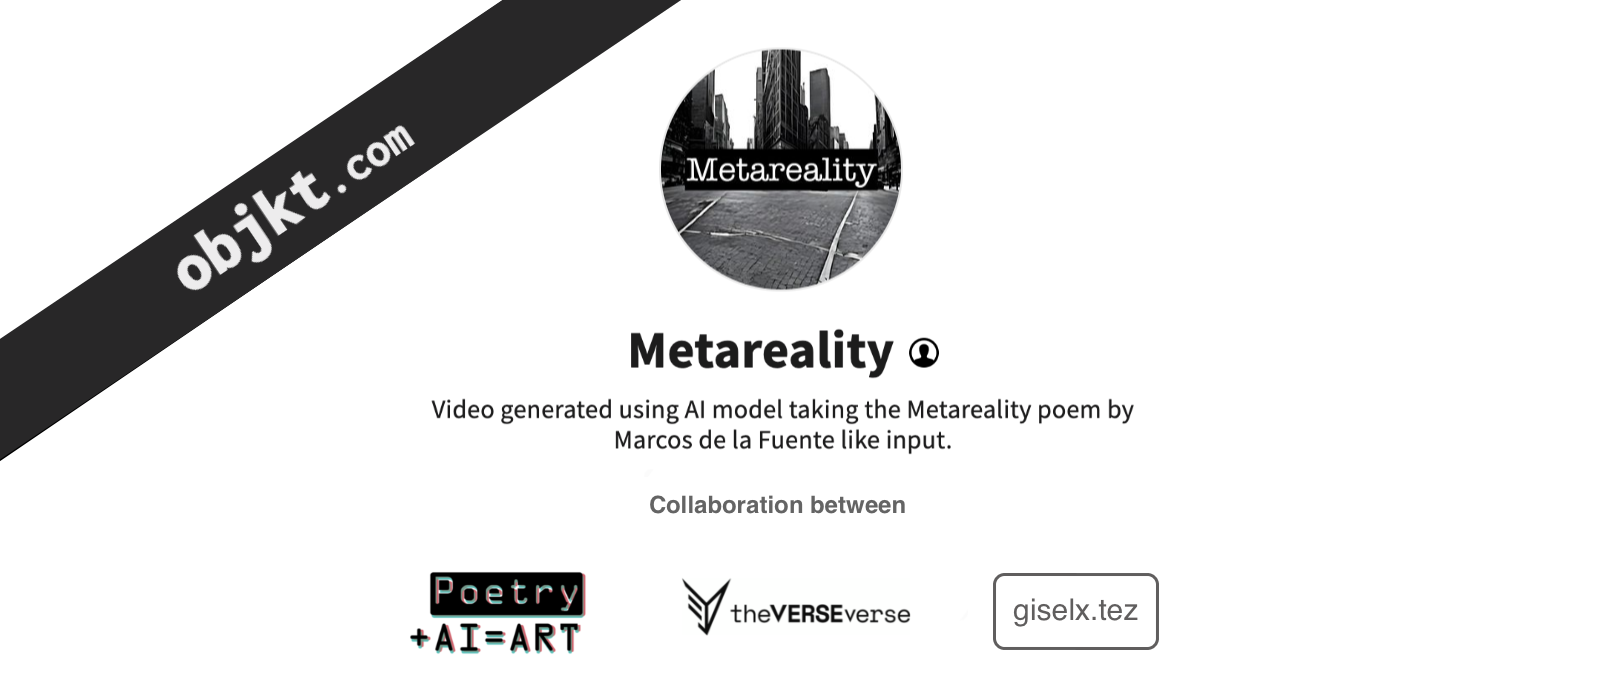 objkt.com
Metareality
Metareality
Video generated using AI model taking the Metareality poem by
Marcos de la Fuente like input.
Collaboration between
Poetry
+AI=ART
theVERSEverse
giselx.tez